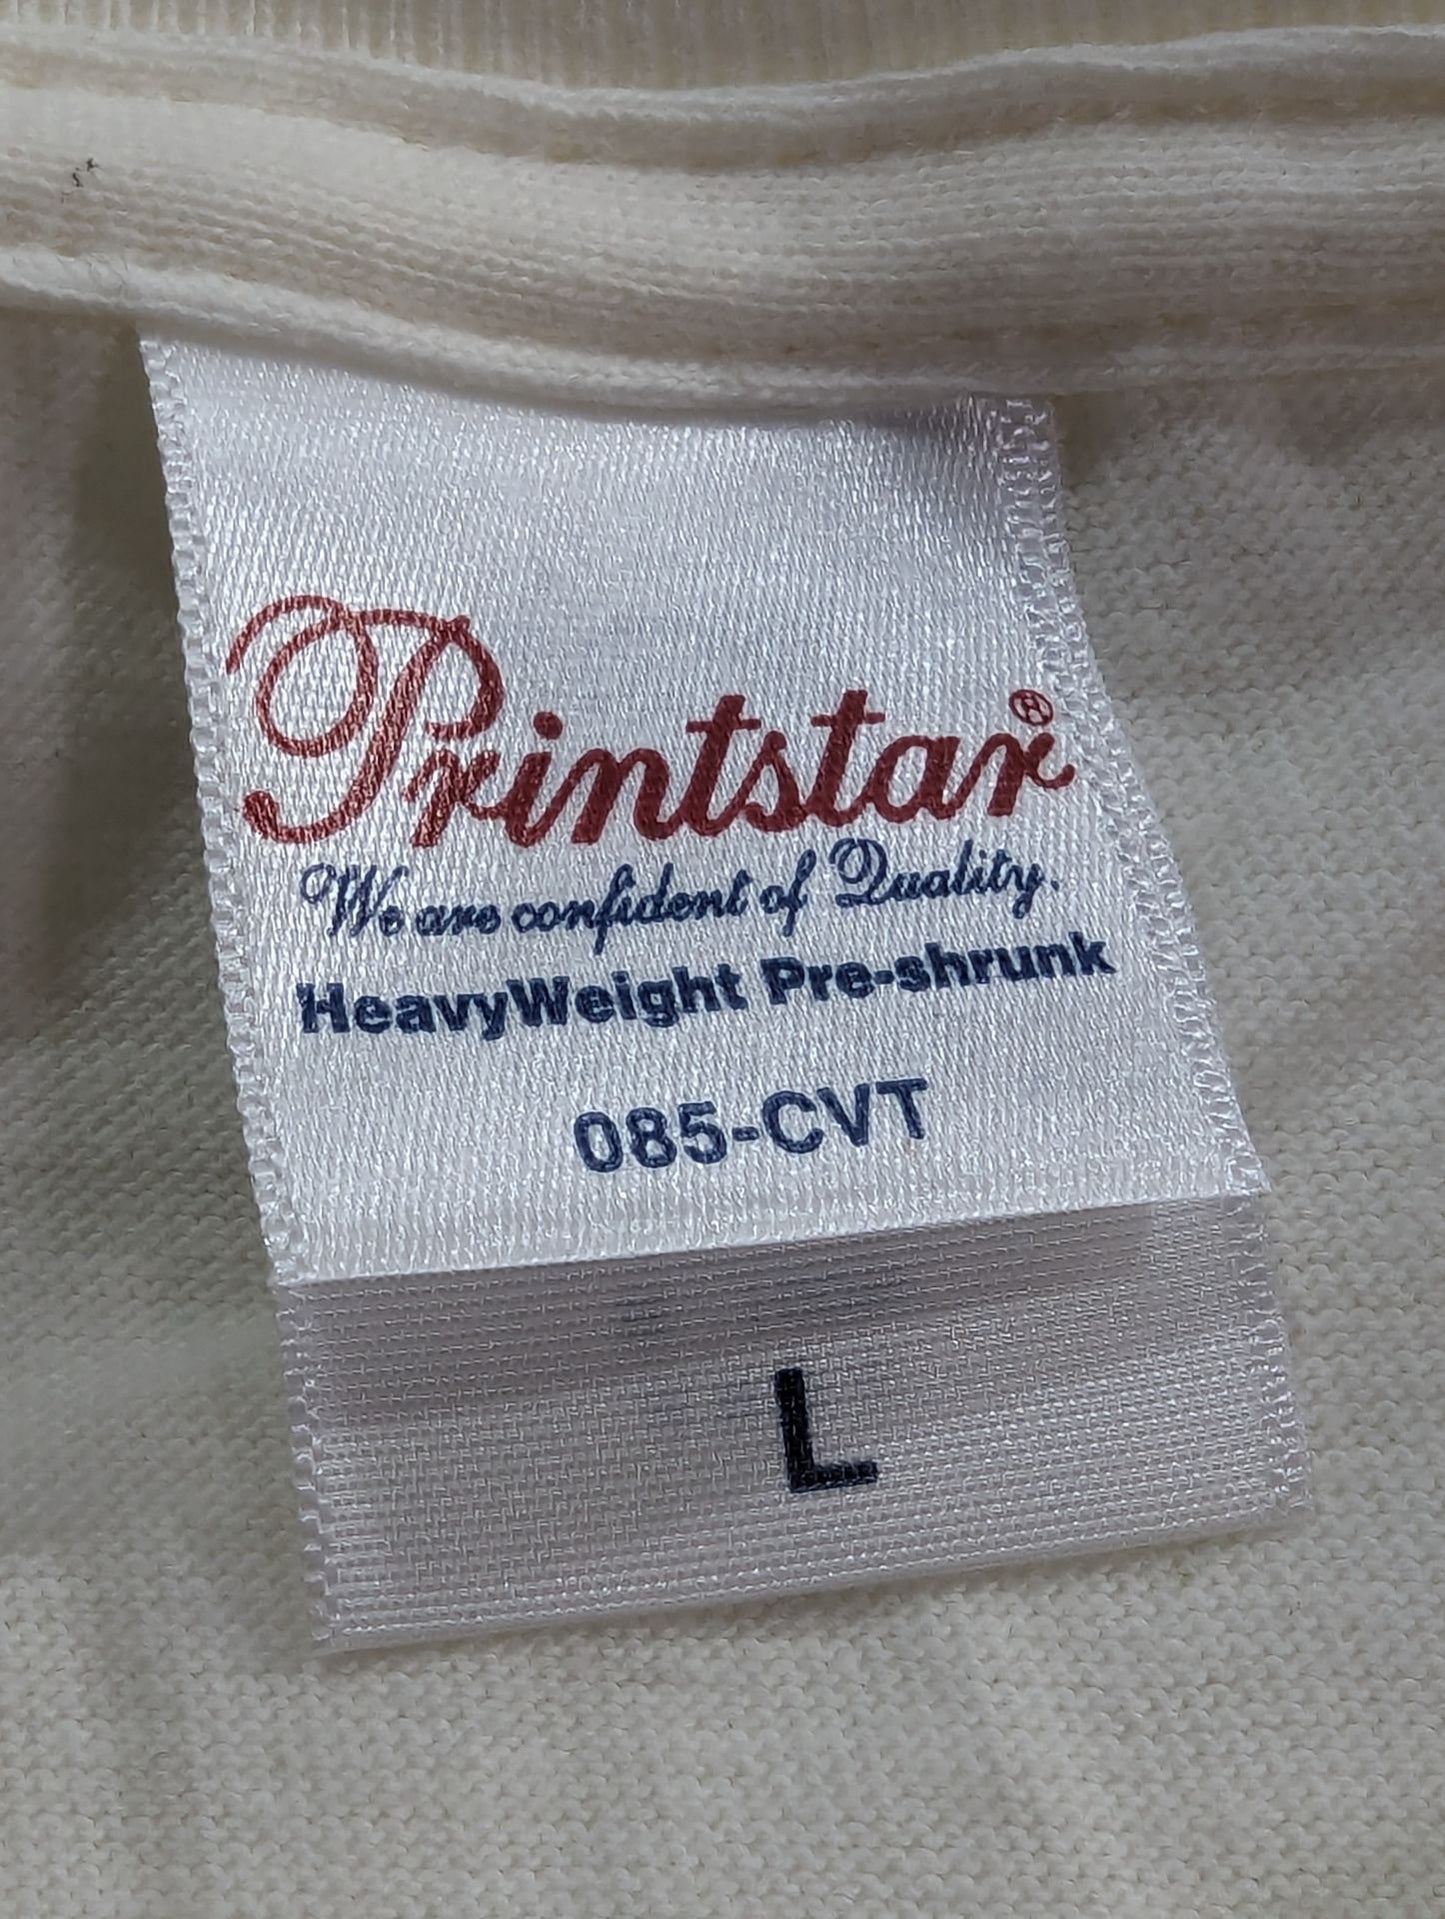 Printstar®
We are confident of Quality.
HeavyWeight Pre-shrunk
085-CVT
L